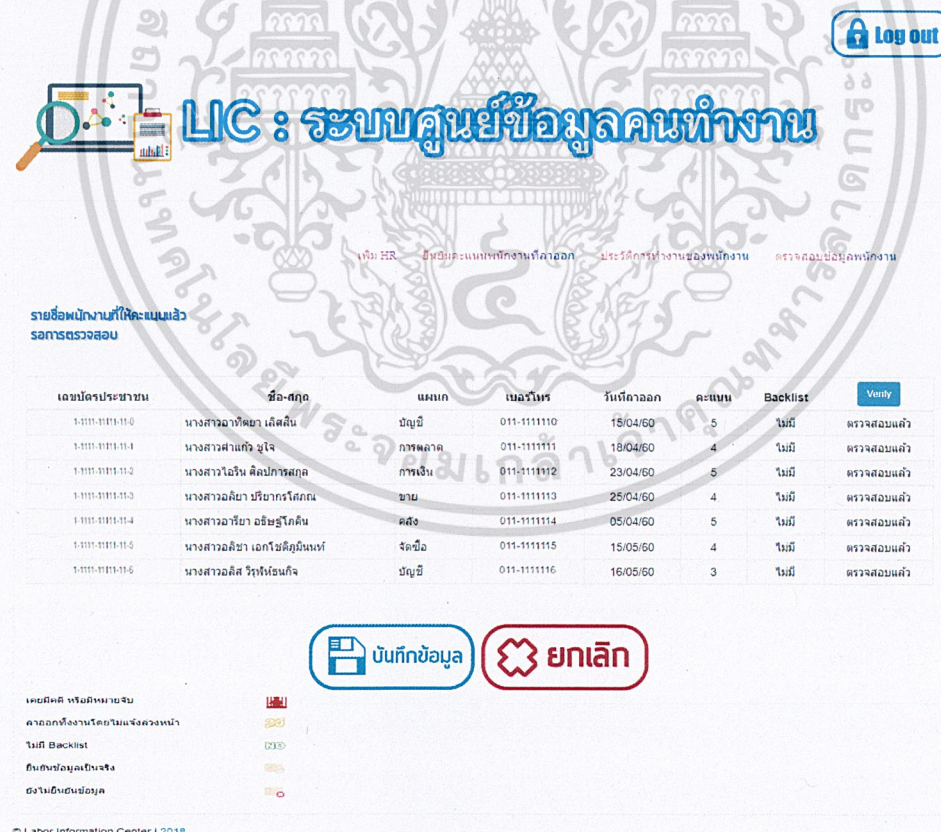 Log out
LIC : ระบบศูนย์ข้อมูลคนทำงาน
เพิ่ม HR ยืนยันคะแนนพนักงานที่ลาออก ประวัติการทำงานของพนักงาน ตรวจสอบข้อมูลพนักงาน
รายชื่อพนักงานที่ให้คะแนนแล้ว
รอการตรวจสอบ
เลขบัตรประชาชน ชื่อ-สกุล แผนก เบอร์โทร วันที่ลาออก คะแนน Backlist Verify
1-1111-11111-11-0 นางสาวอาทิตยา เลิศสิ้น บัญชี 011-1111110 15/04/60 5 ไม่มี ตรวจสอบแล้ว
1-1111-11111-11-1 นางสาวศาแก้ว ชูใจ การตลาด 011-1111111 18/04/60 4 ไม่มี ตรวจสอบแล้ว
1-1111-11111-11-2 นางสาวไอริน ศิลปการสกุล การเงิน 011-1111112 23/04/60 5 ไม่มี ตรวจสอบแล้ว
1-1111-11111-11-3 นางสาวอลิยา ปริยากรโสภณ ขาย 011-1111113 25/04/60 4 ไม่มี ตรวจสอบแล้ว
1-1111-11111-11-4 นางสาวอารียา อธิษฐ์โภคิน คลัง 011-1111114 05/04/60 5 ไม่มี ตรวจสอบแล้ว
1-1111-11111-11-5 นางสาวอลิชา เอกโชติภูมินนท์ จัดซื้อ 011-1111115 15/05/60 4 ไม่มี ตรวจสอบแล้ว
1-1111-11111-11-6 นางสาวอลิส วิรุฬห์ธนกิจ บัญชี 011-1111116 16/05/60 3 ไม่มี ตรวจสอบแล้ว
บันทึกข้อมูล ยกเลิก
เคยมีคดี หรือมีหมายจับ
ลาออกทิ้งงานโดยไม่แจ้งล่วงหน้า
ไม่มี Backlist
ยืนยันข้อมูลเป็นจริง
ยังไม่ยืนยันข้อมูล
© Labor Information Center | 2018